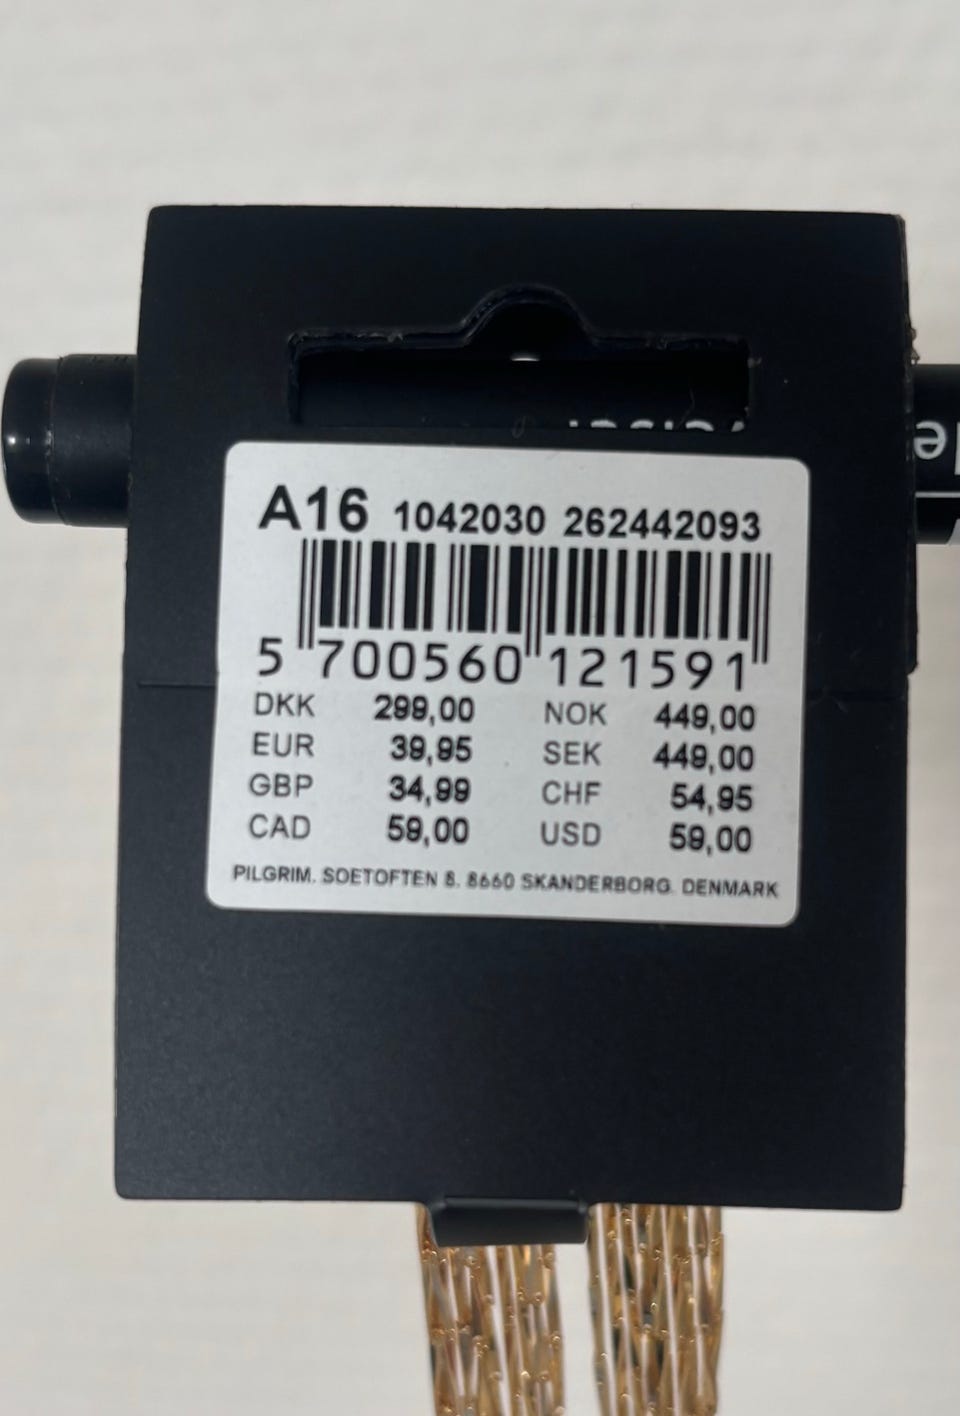 A16 1042030 262442093
5 700560 121591
DKK 299,00 NOK 449,00
EUR 39,95 SEK 449,00
GBP 34,99 CHF 54,95
CAD 59,00 USD 59,00
PILGRIM. SOETOFTEN 8. 8660 SKANDERBORG. DENMARK